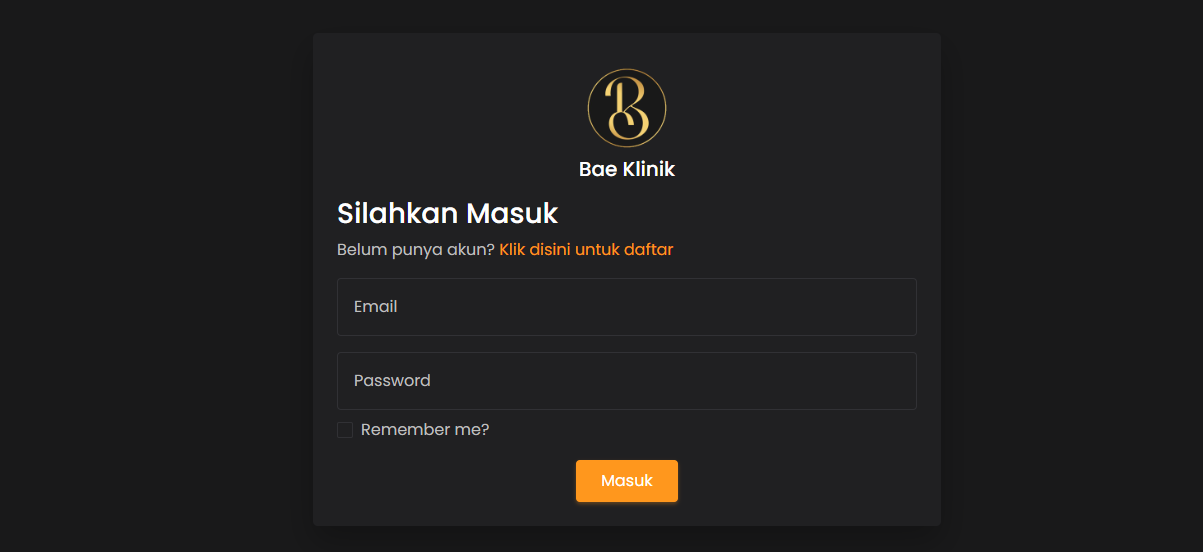 B
Bae Klinik
Silahkan Masuk
Belum punya akun? Klik disini untuk daftar
Email
Password
Remember me?
Masuk